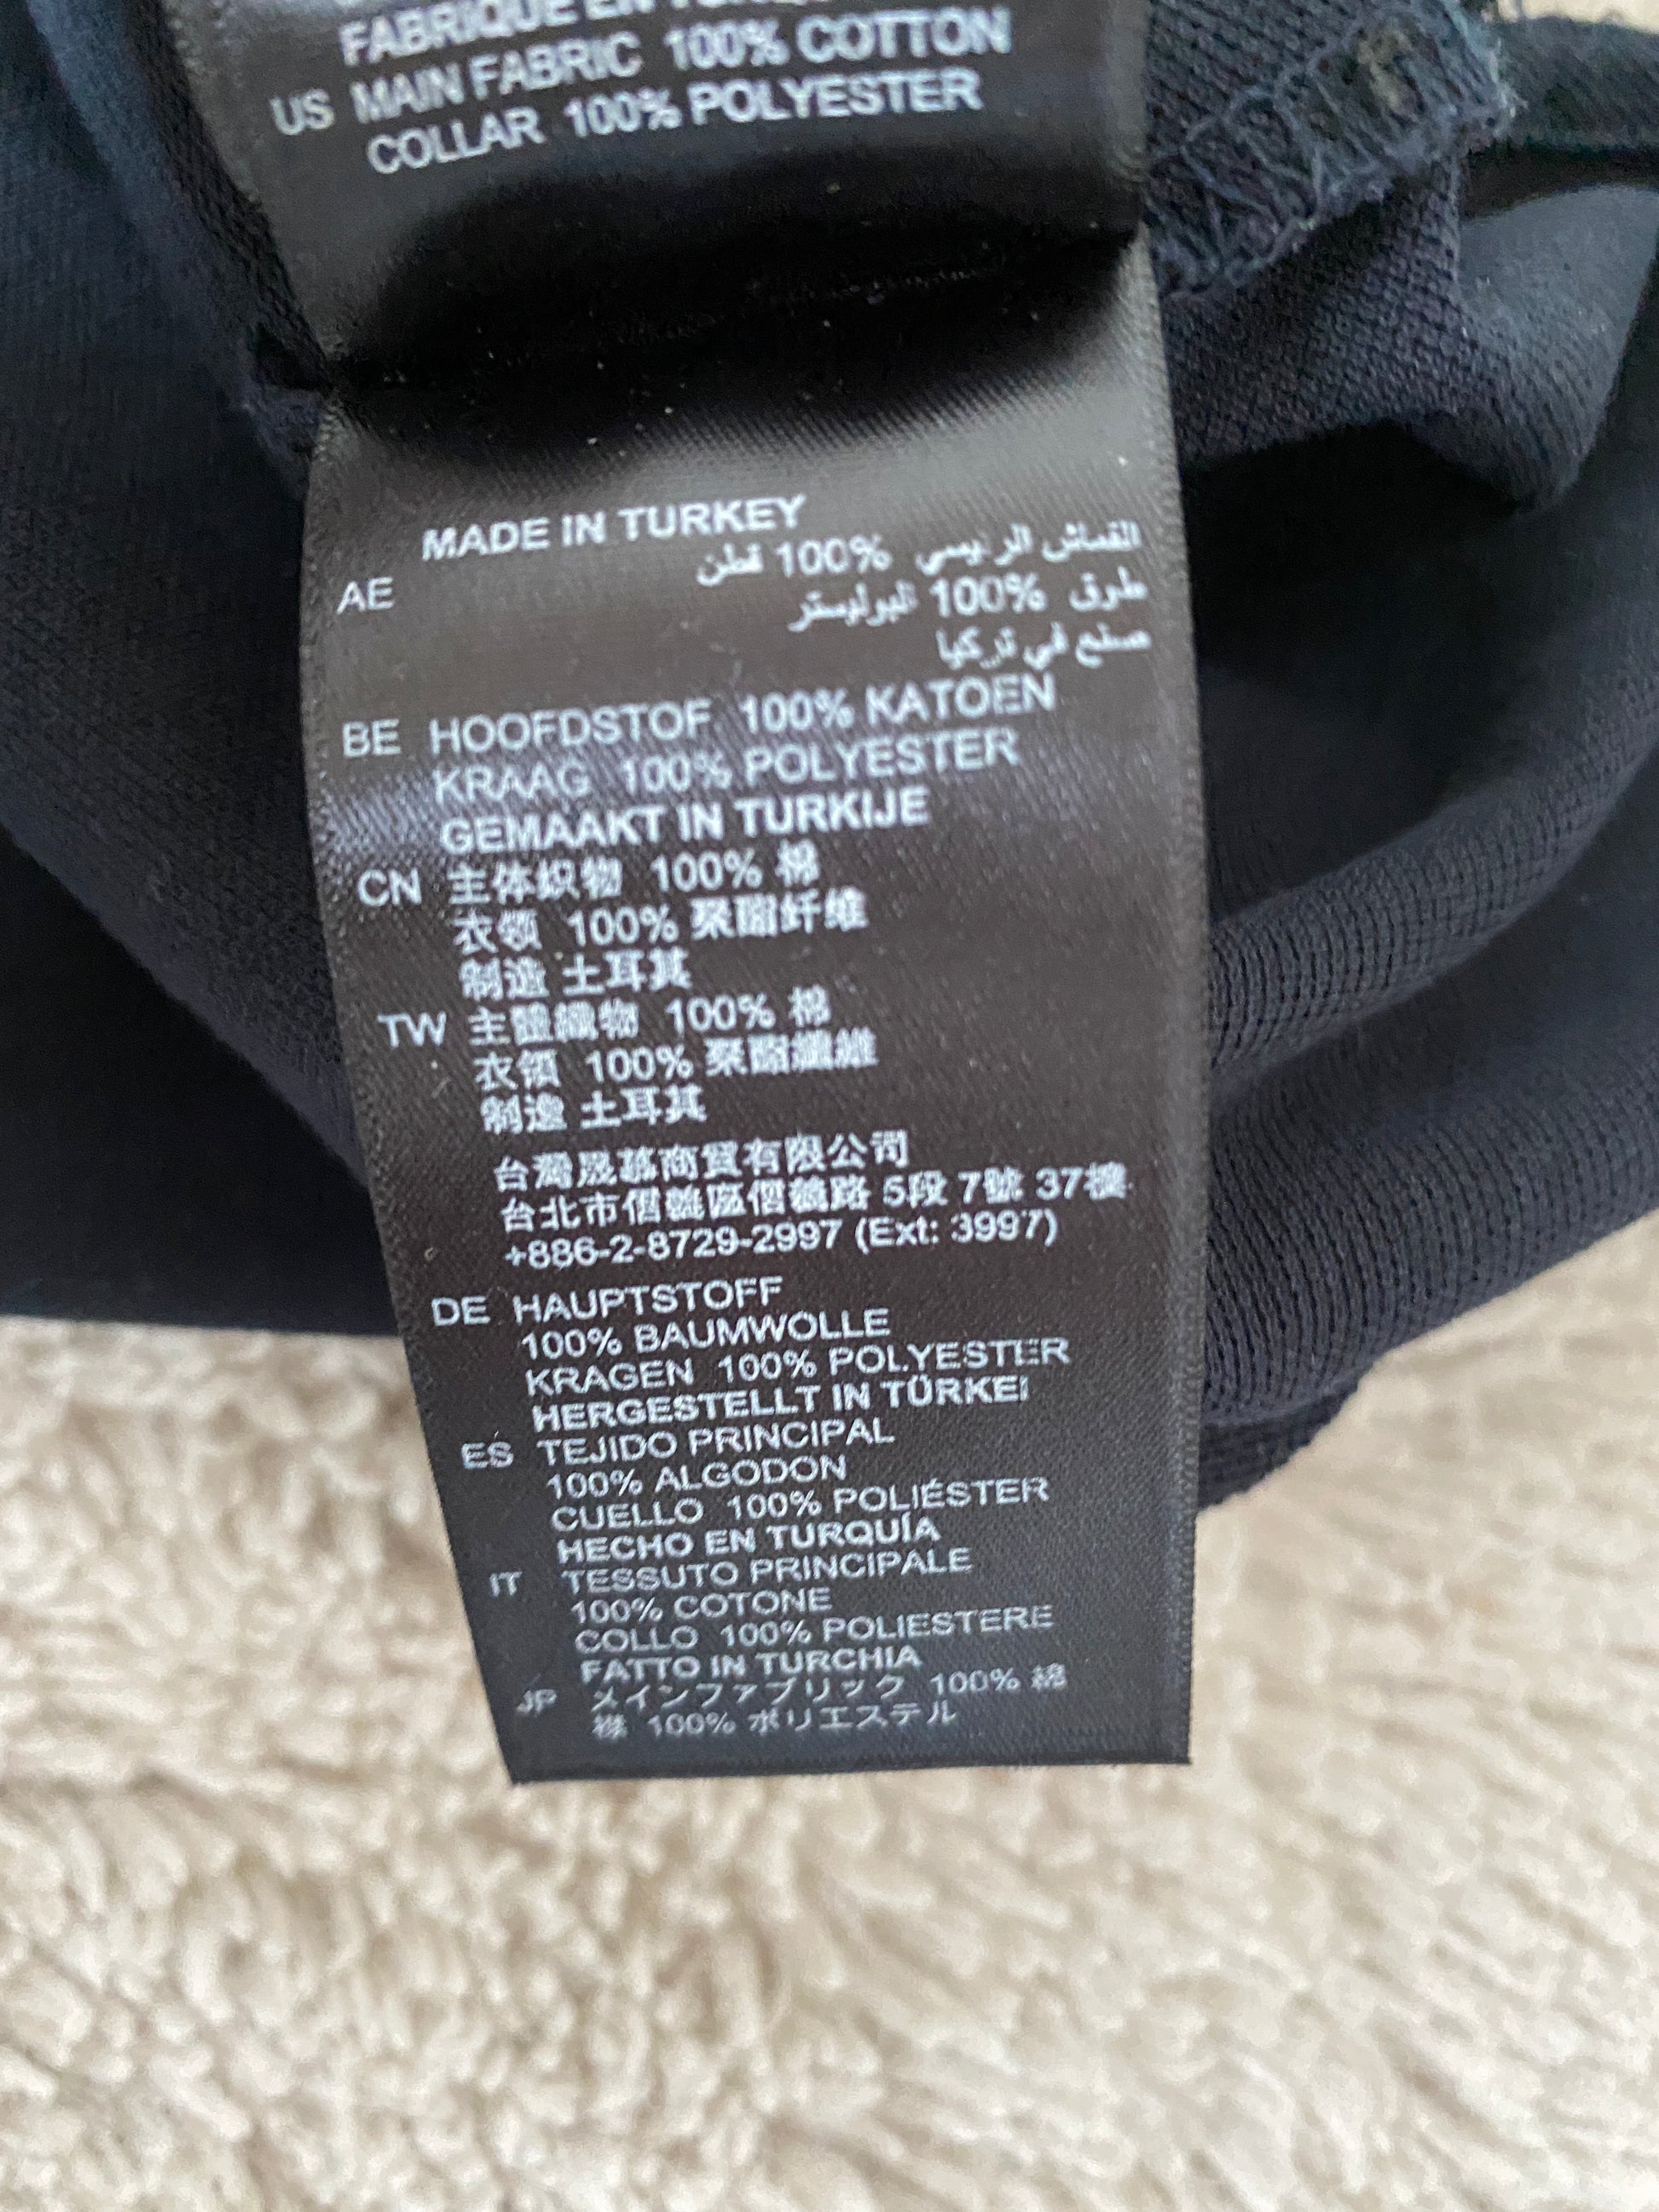 FABRIQUÉ EN
US MAIN FABRIC 100% COTTON
COLLAR 100% POLYESTER
MADE IN TURKEY
AE القماش الرئيسي 100% قطن
طوق 100% البوليستر
صنع في تركيا
BE HOOFDSTOF 100% KATOEN
KRAAG 100% POLYESTER
GEMAAKT IN TURKIJE
CN 主体织物 100% 棉
衣领 100% 聚酯纤维
制造 土耳其
TW 主體織物 100% 棉
衣領 100% 聚酯纖維
制造 土耳其
台灣晟慕商貿有限公司
台北市信義區信義路 5段 7號 37樓
+886-2-8729-2997 (Ext: 3997)
DE HAUPTSTOFF
100% BAUMWOLLE
KRAGEN 100% POLYESTER
HERGESTELLT IN TÜRKEI
ES TEJIDO PRINCIPAL
100% ALGODON
CUELLO 100% POLIÉSTER
HECHO EN TURQUÍA
IT TESSUTO PRINCIPALE
100% COTONE
COLLO 100% POLIESTERE
FATTO IN TURCHIA
JP メインファブリック 100% 綿
襟 100% ポリエステル